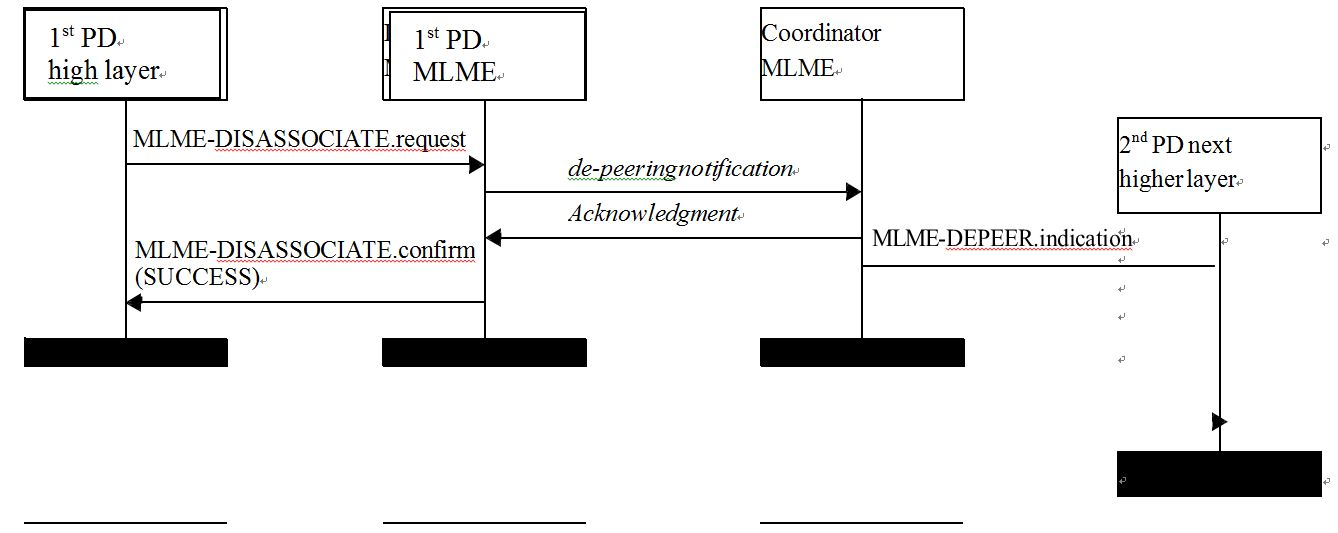 1st PD
high layer
1st PD
MLME
Coordinator
MLME
2nd PD next
higher layer
MLME-DISASSOCIATE.request
de-peeringnotification
Acknowledgment
MLME-DEPEER.indication
MLME-DISASSOCIATE.confirm
(SUCCESS)